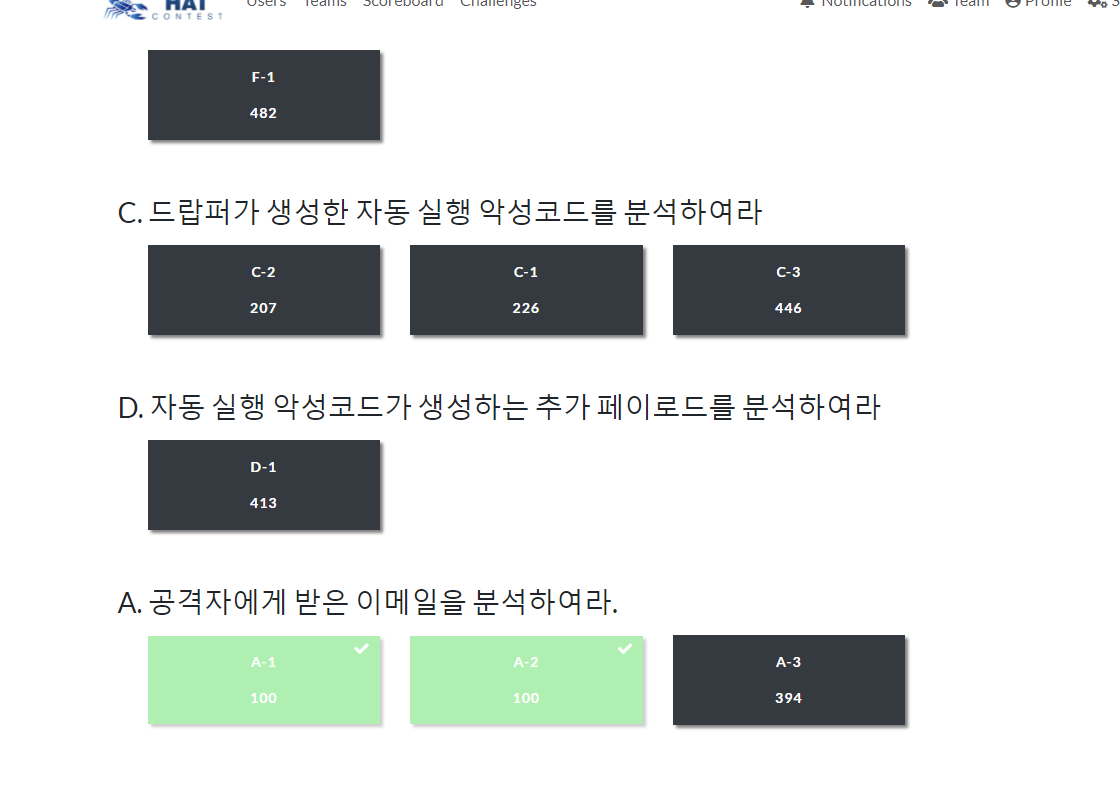 HAI
CONTEST
Users Teams Scoreboard Challenges Notifications Team Profile
F-1
482
C. 드랍퍼가 생성한 자동 실행 악성코드를 분석하여라
C-2 C-1 C-3
207 226 446
D. 자동 실행 악성코드가 생성하는 추가 페이로드를 분석하여라
D-1
413
A. 공격자에게 받은 이메일을 분석하여라.
A-1 A-2 A-3
100 100 394